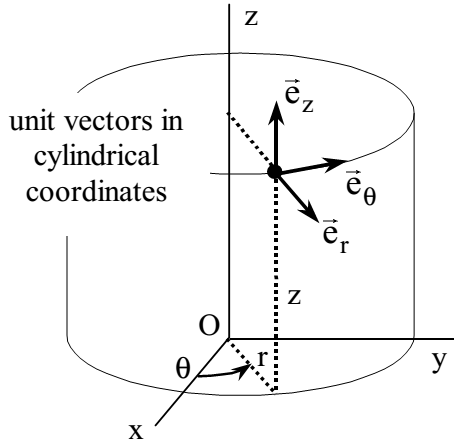 z
e⃗z
unit vectors in
cylindrical
coordinates
e⃗θ
e⃗r
z
O
θ
r
y
x